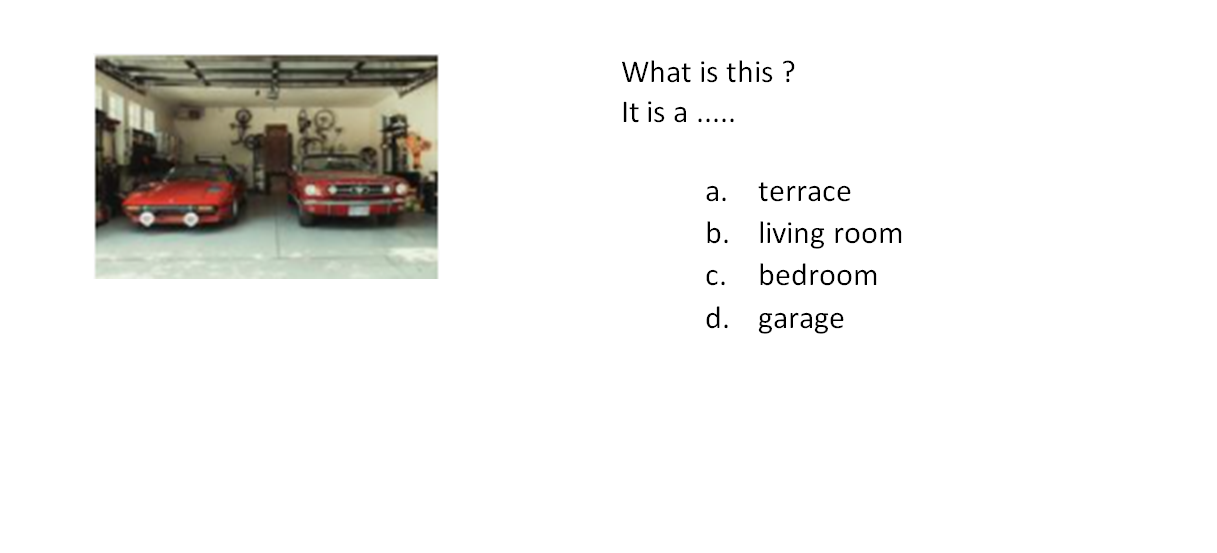 What is this ?
It is a .....
a. terrace
b. living room
c. bedroom
d. garage